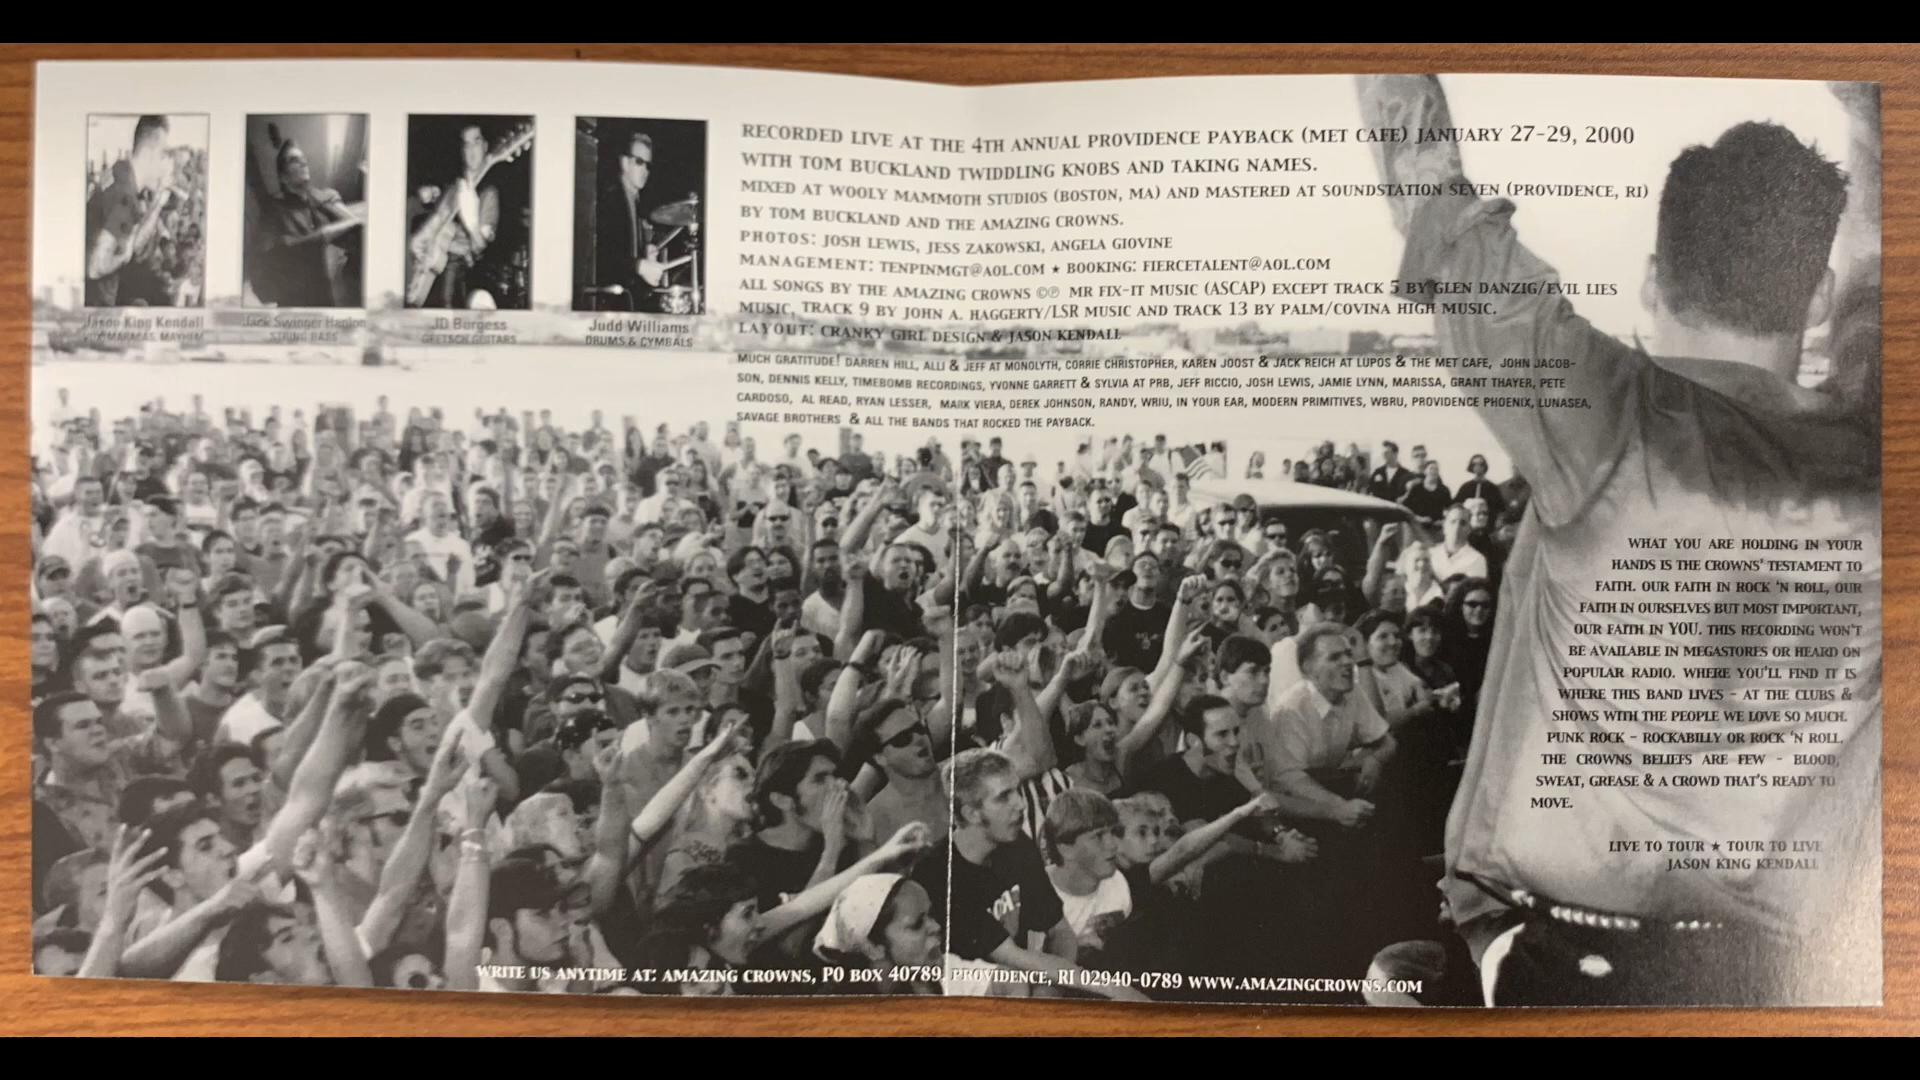 Jason King Kendall
VOX MARACAS, MAYHEM
Jack Swinger Hanlon
STRING BASS
JD Burgess
GRETSCH GUITARS
Judd Williams
DRUMS & CYMBALS
RECORDED LIVE AT THE 4TH ANNUAL PROVIDENCE PAYBACK (MET CAFE) JANUARY 27-29, 2000
WITH TOM BUCKLAND TWIDDLING KNOBS AND TAKING NAMES.
MIXED AT WOOLY MAMMOTH STUDIOS (BOSTON, MA) AND MASTERED AT SOUNDSTATION SEVEN (PROVIDENCE, RI)
BY TOM BUCKLAND AND THE AMAZING CROWNS.
PHOTOS: JOSH LEWIS, JESS ZAKOWSKI, ANGELA GIOVINE
MANAGEMENT: TENPINMGT@AOL.COM ★ BOOKING: FIERCETALENT@AOL.COM
ALL SONGS BY THE AMAZING CROWNS ©℗ MR FIX-IT MUSIC (ASCAP) EXCEPT TRACK 5 BY GLEN DANZIG/EVIL LIES
MUSIC, TRACK 9 BY JOHN A. HAGGERTY/LSR MUSIC AND TRACK 13 BY PALM/COVINA HIGH MUSIC.
LAYOUT: CRANKY GIRL DESIGN & JASON KENDALL
MUCH GRATITUDE! DARREN HILL, ALLI & JEFF AT MONOLYTH, CORRIE CHRISTOPHER, KAREN JOOST & JACK REICH AT LUPOS & THE MET CAFE, JOHN JACOB-
SON, DENNIS KELLY, TIMEBOMB RECORDINGS, YVONNE GARRETT & SYLVIA AT PRB, JEFF RICCIO, JOSH LEWIS, JAMIE LYNN, MARISSA, GRANT THAYER, PETE
CARDOSO, AL READ, RYAN LESSER, MARK VIERA, DEREK JOHNSON, RANDY, WRIU, IN YOUR EAR, MODERN PRIMITIVES, WBRU, PROVIDENCE PHOENIX, LUNASEA,
SAVAGE BROTHERS & ALL THE BANDS THAT ROCKED THE PAYBACK.
WHAT YOU ARE HOLDING IN YOUR
HANDS IS THE CROWNS' TESTAMENT TO
FAITH. OUR FAITH IN ROCK 'N ROLL, OUR
FAITH IN OURSELVES BUT MOST IMPORTANT,
OUR FAITH IN YOU. THIS RECORDING WON'T
BE AVAILABLE IN MEGASTORES OR HEARD ON
POPULAR RADIO. WHERE YOU'LL FIND IT IS
WHERE THIS BAND LIVES - AT THE CLUBS &
SHOWS WITH THE PEOPLE WE LOVE SO MUCH.
PUNK ROCK - ROCKABILLY OR ROCK 'N ROLL,
THE CROWNS BELIEFS ARE FEW - BLOOD,
SWEAT, GREASE & A CROWD THAT'S READY TO
MOVE.
LIVE TO TOUR ★ TOUR TO LIVE
JASON KING KENDALL
WRITE US ANYTIME AT: AMAZING CROWNS, PO BOX 40789, PROVIDENCE, RI 02940-0789 WWW.AMAZINGCROWNS.COM